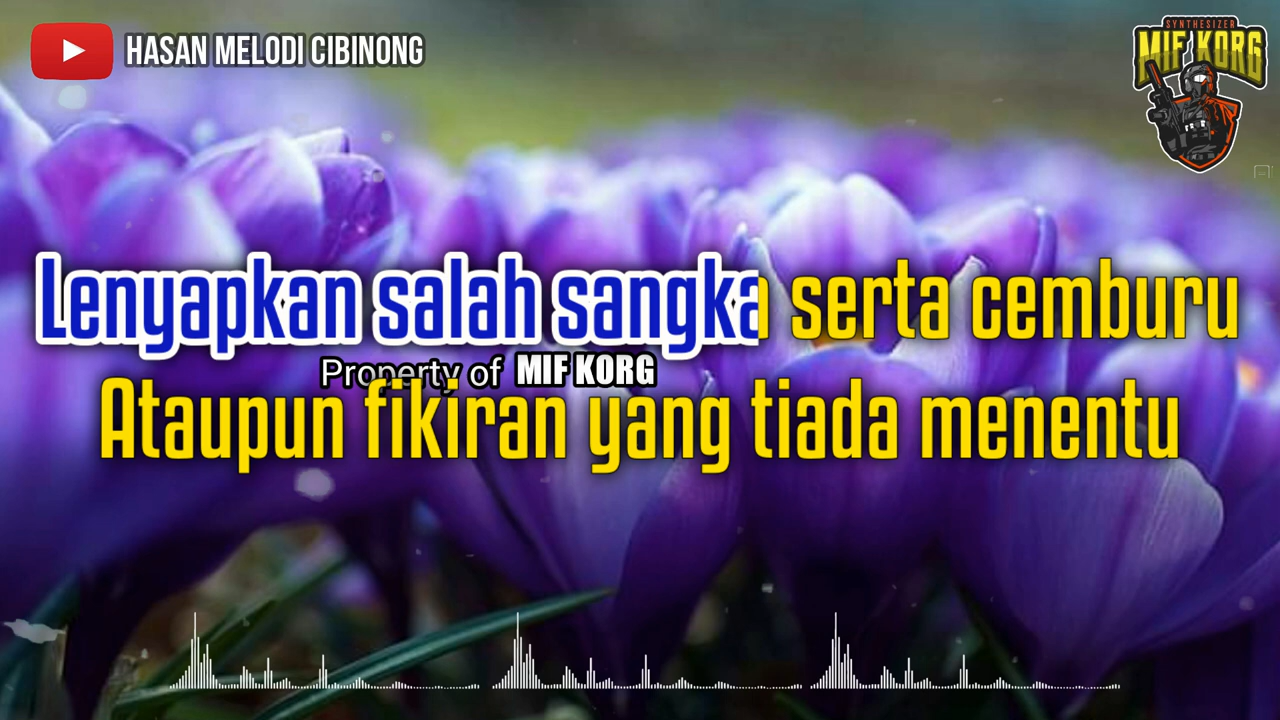 HASAN MELODI CIBINONG
SYNTHESIZER
MIF KORG
Lenyapkan salah sangka serta cemburu
Property of MIF KORG
Ataupun fikiran yang tiada menentu